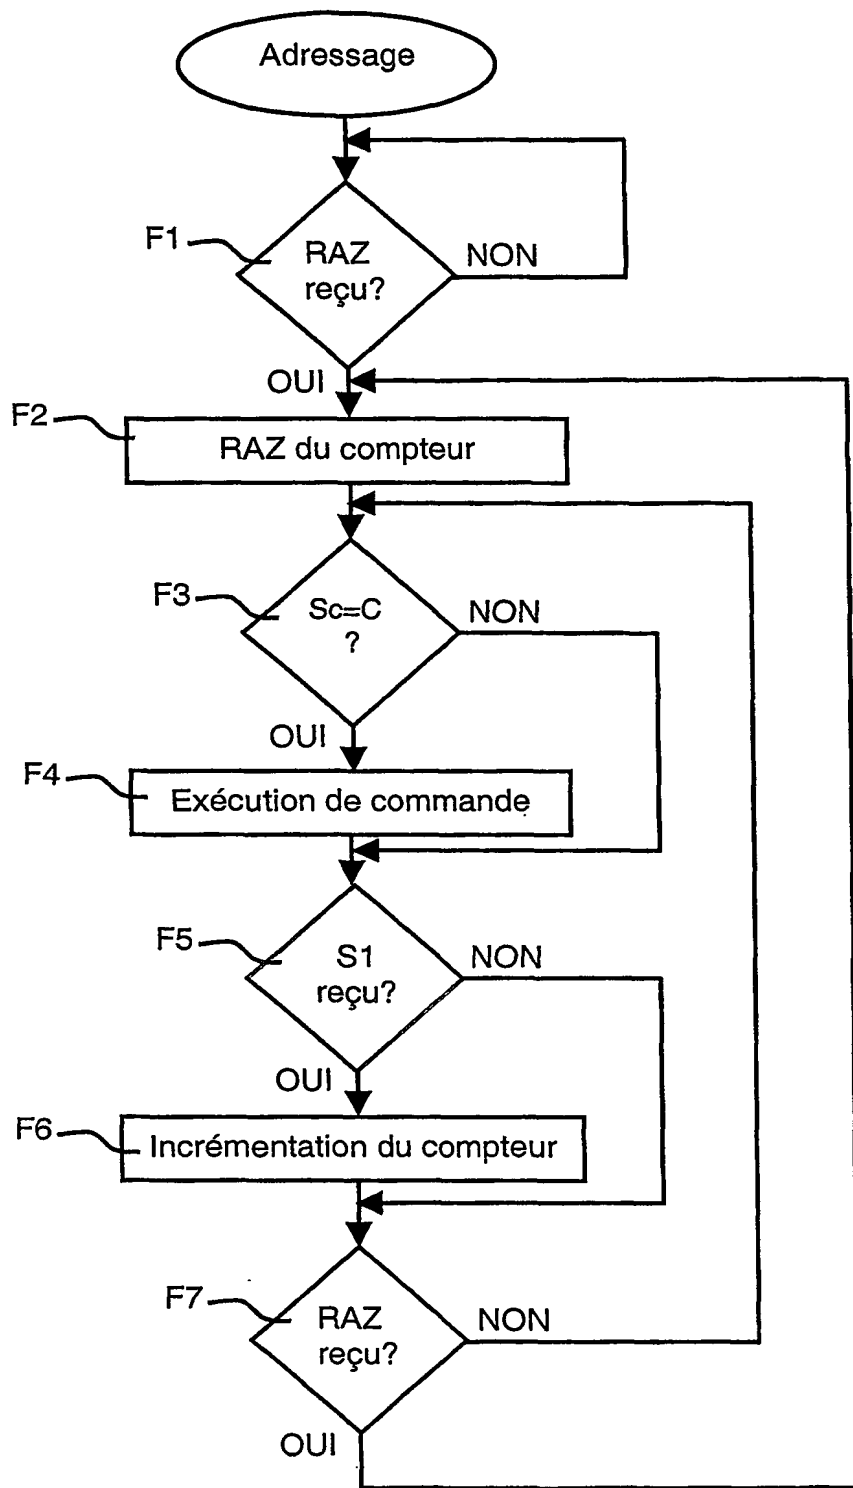 Adressage
F1
RAZ
reçu?
NON
OUI
F2
RAZ du compteur
F3
Sc=C
?
NON
OUI
F4
Exécution de commande
F5
S1
reçu?
NON
OUI
F6
Incrémentation du compteur
F7
RAZ
reçu?
NON
OUI